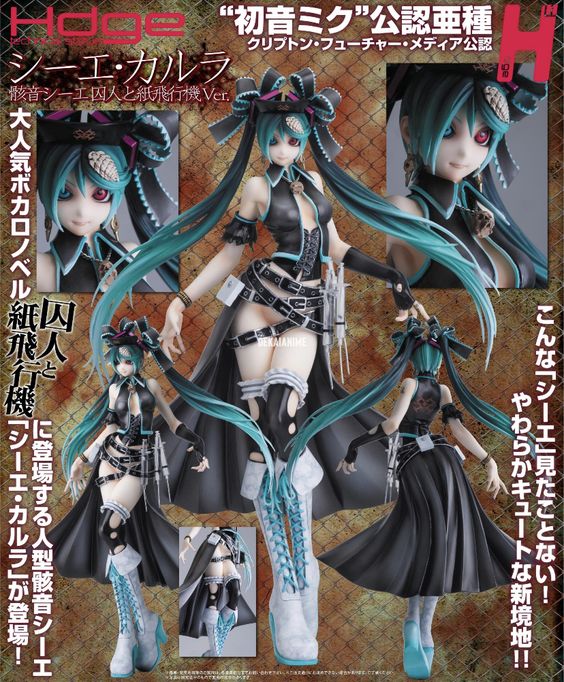 Hdge
technical statue
シーエ・カルラ
骸音シーエ 囚人と紙飛行機Ver.
“初音ミク”公認亜種
クリプトン・フューチャー・メディア公認
大人気ボカロノベル
囚人と
紙飛行機
に登場する人型骸音シーエ
「シーエ・カルラ」が登場!
SEKAIANIME
こんな「シーエ」見たことない!
やわらかキュートな新境地!!